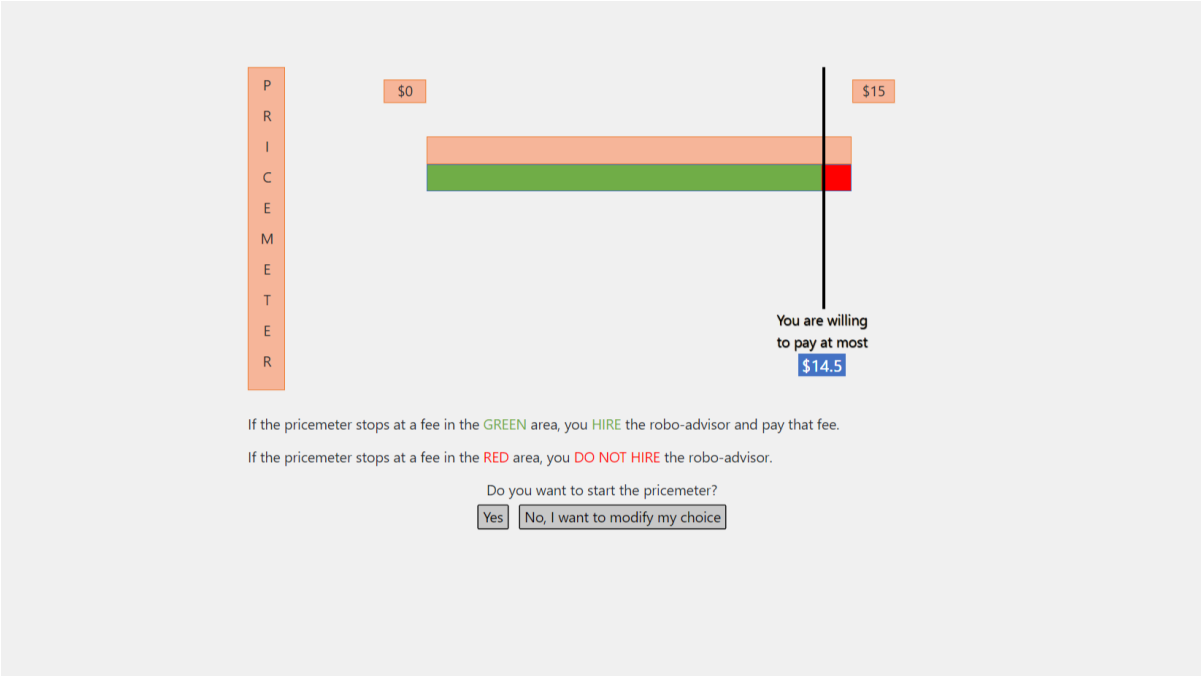 P
R
I
C
E
M
E
T
E
R
$0
$15
You are willing
to pay at most
$14.5
If the pricemeter stops at a fee in the GREEN area, you HIRE the robo-advisor and pay that fee.
If the pricemeter stops at a fee in the RED area, you DO NOT HIRE the robo-advisor.
Do you want to start the pricemeter?
Yes No, I want to modify my choice